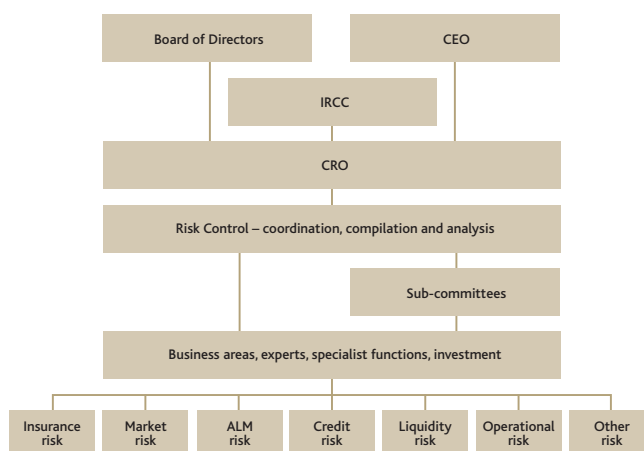 Board of Directors
CEO
IRCC
CRO
Risk Control – coordination, compilation and analysis
Sub-committees
Business areas, experts, specialist functions, investment
Insurance
risk
Market
risk
ALM
risk
Credit
risk
Liquidity
risk
Operational
risk
Other
risk